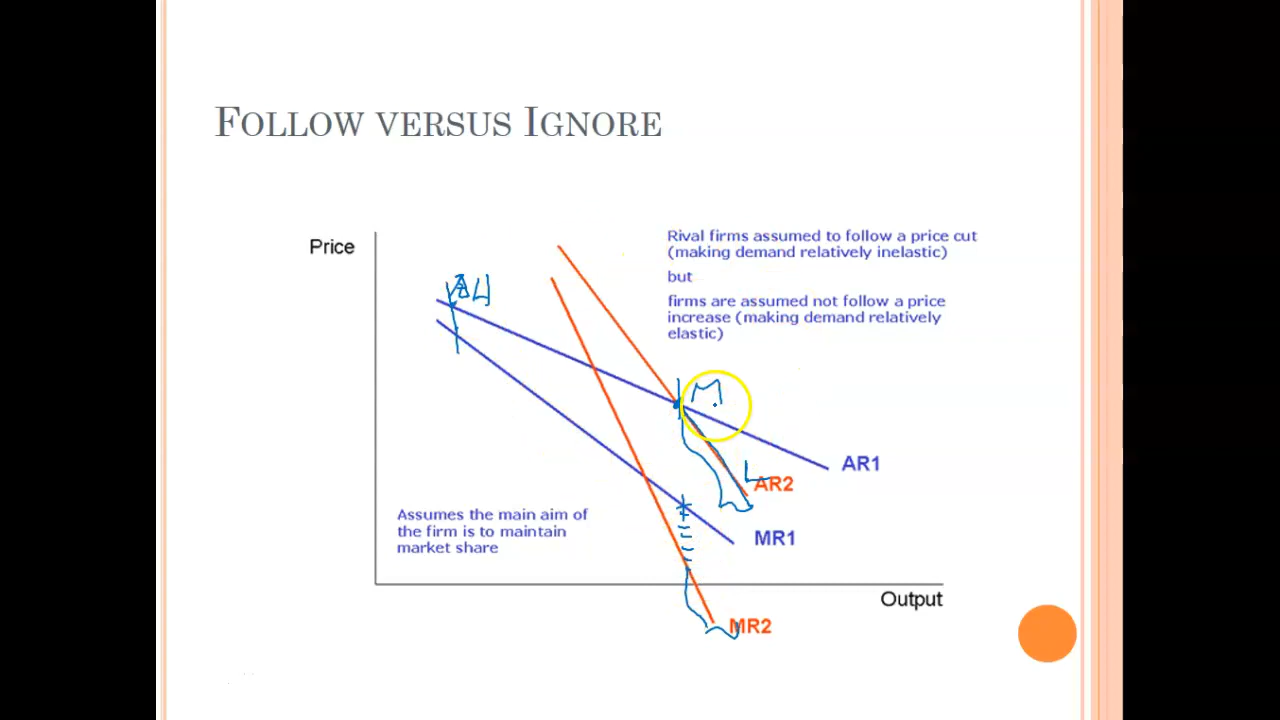 FOLLOW VERSUS IGNORE
Price
Rival firms assumed to follow a price cut
(making demand relatively inelastic)
but
firms are assumed not follow a price
increase (making demand relatively
elastic)
M
L
AR1
AR2
MR1
Assumes the main aim of
the firm is to maintain
market share
Output
MR2